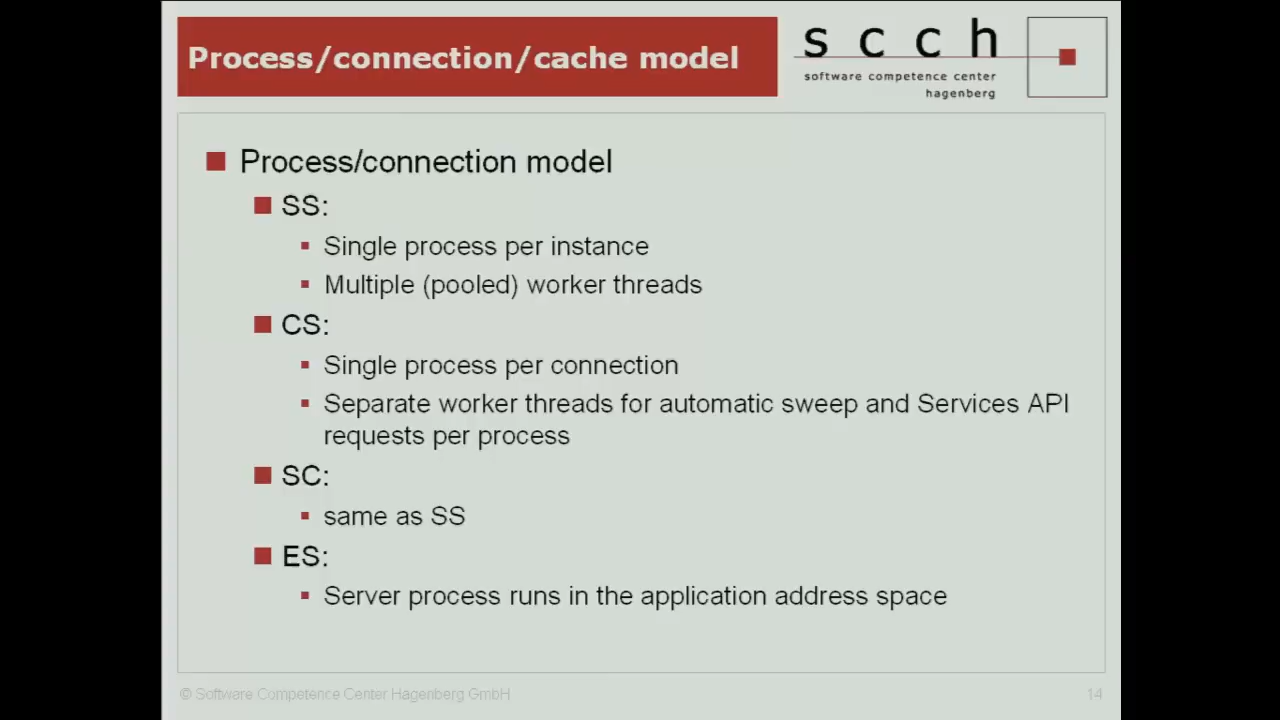 Process/connection/cache model
s c c h
software competence center
hagenberg
Process/connection model
SS:
Single process per instance
Multiple (pooled) worker threads
CS:
Single process per connection
Separate worker threads for automatic sweep and Services API
requests per process
SC:
same as SS
ES:
Server process runs in the application address space
© Software Competence Center Hagenberg GmbH
14